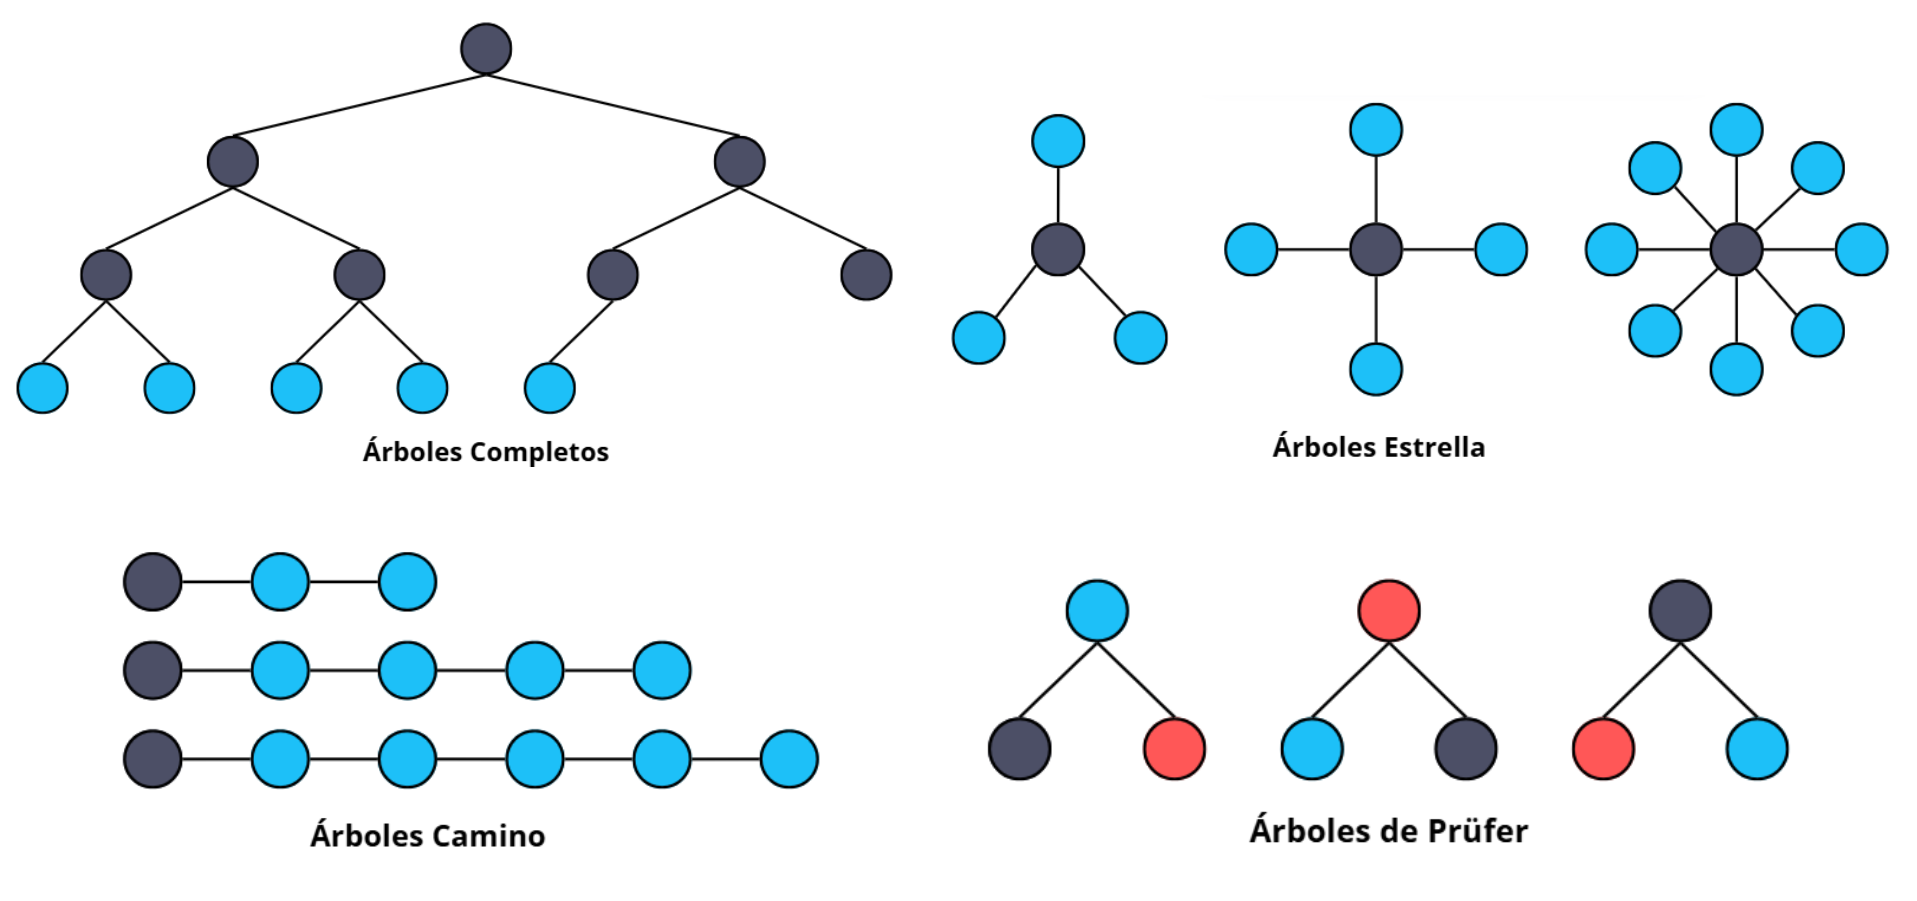 Árboles Completos
Árboles Estrella
Árboles Camino
Árboles de Prüfer